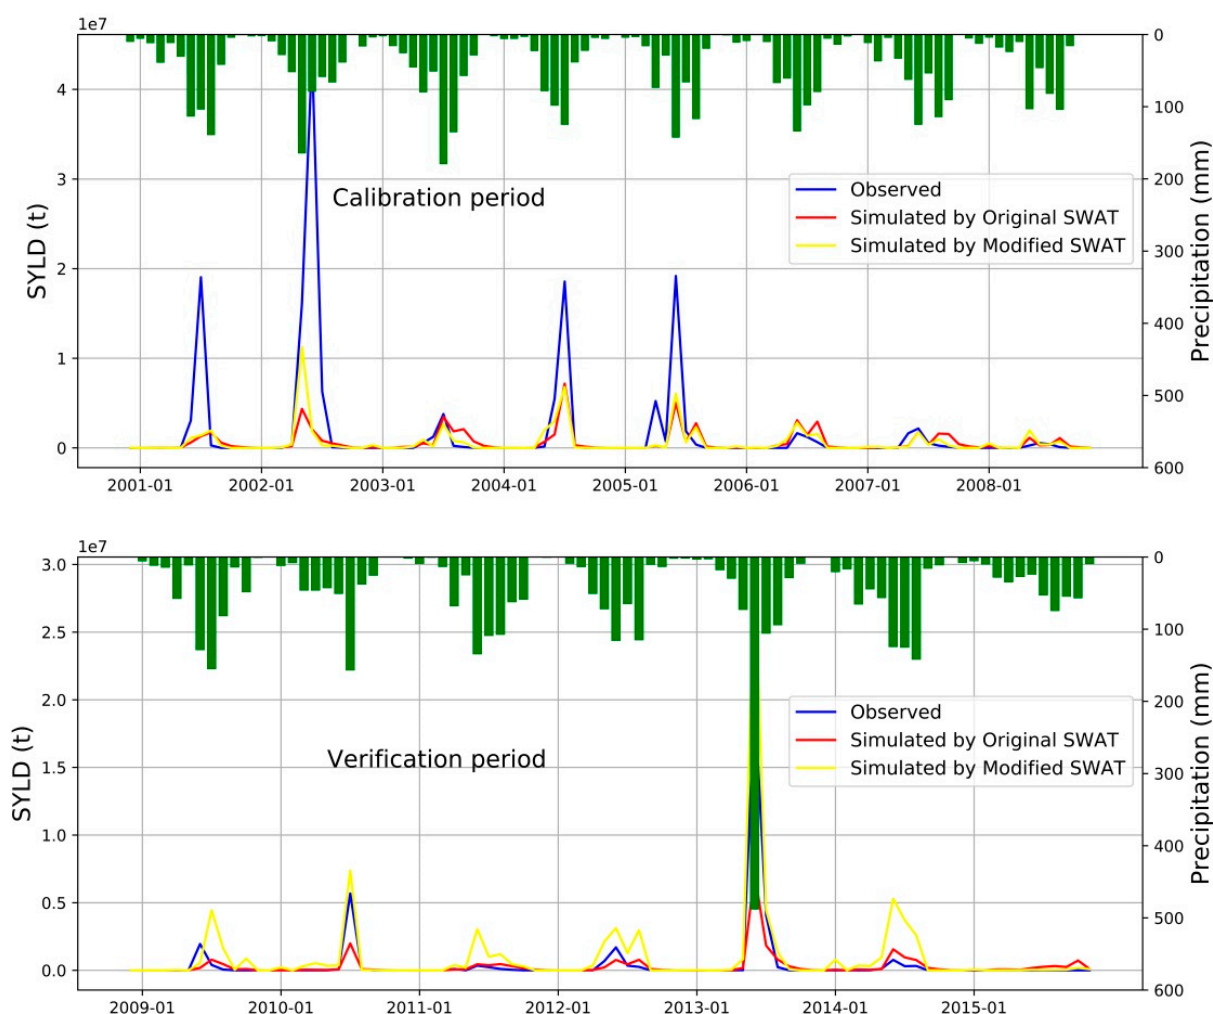 1e7
4
3
2
1
0
SYLD (t)
0
100
200
300
400
500
600
Precipitation (mm)
Calibration period
Observed
Simulated by Original SWAT
Simulated by Modified SWAT
2001-01
2002-01
2003-01
2004-01
2005-01
2006-01
2007-01
2008-01
1e7
3.0
2.5
2.0
1.5
1.0
0.5
0.0
SYLD (t)
0
100
200
300
400
500
600
Precipitation (mm)
Verification period
Observed
Simulated by Original SWAT
Simulated by Modified SWAT
2009-01
2010-01
2011-01
2012-01
2013-01
2014-01
2015-01